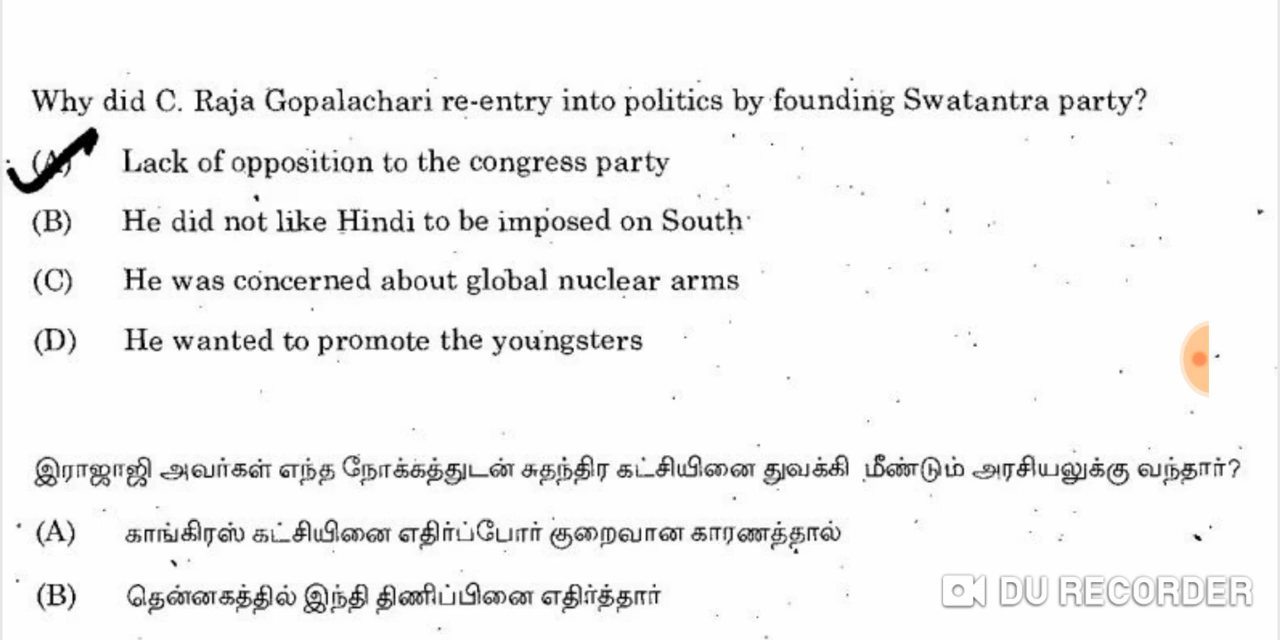 Why did C. Raja Gopalachari re-entry into politics by founding Swatantra party?
(A) Lack of opposition to the congress party
(B) He did not like Hindi to be imposed on South
(C) He was concerned about global nuclear arms
(D) He wanted to promote the youngsters
இராஜாஜி அவர்கள் எந்த நோக்கத்துடன் சுதந்திர கட்சியினை துவக்கி மீண்டும் அரசியலுக்கு வந்தார்?
(A) காங்கிரஸ் கட்சியினை எதிர்ப்போர் குறைவான காரணத்தால்
(B) தென்னகத்தில் இந்தி திணிப்பினை எதிர்த்தார்
DU RECORDER